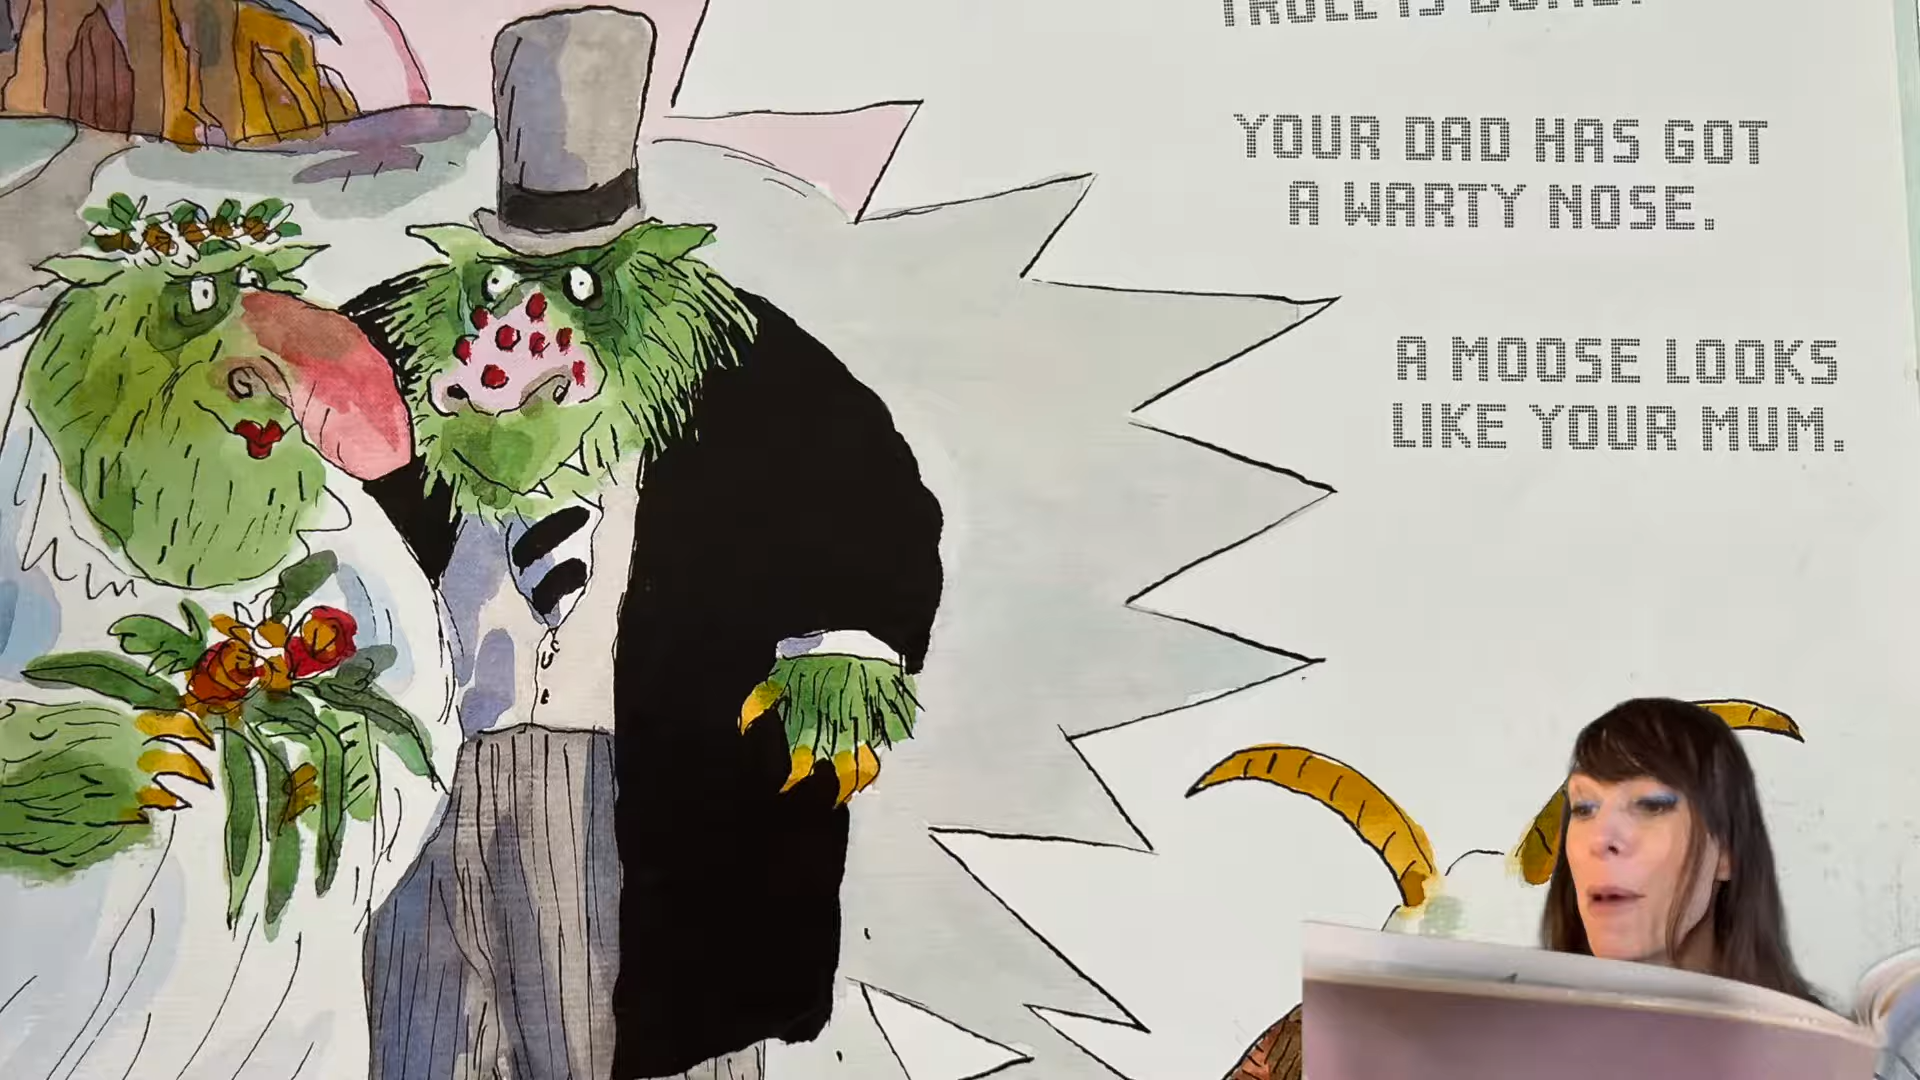 YOUR DAD HAS GOT
A WARTY NOSE.
A MOOSE LOOKS
LIKE YOUR MUM.